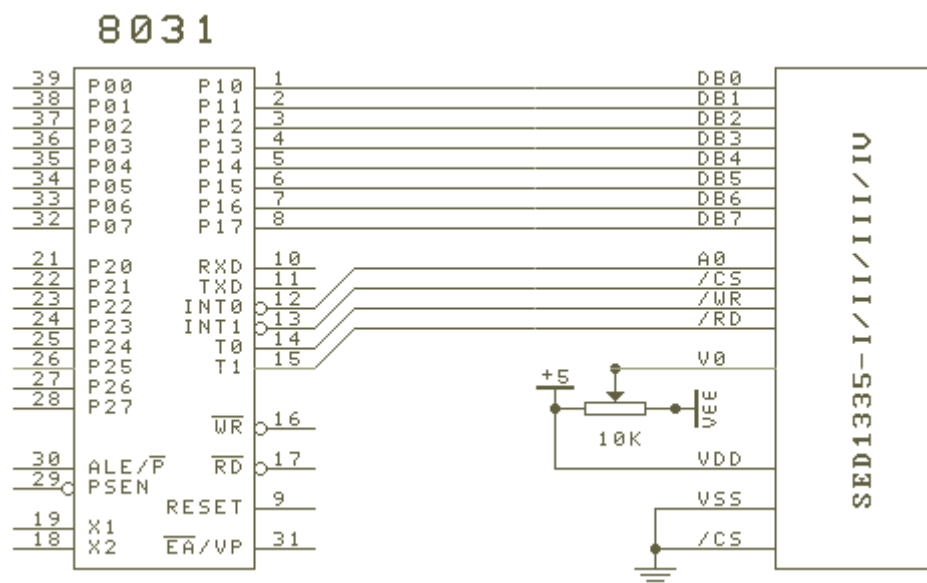 8031
39 P00 P10 1 DB0
38 P01 P11 2 DB1
37 P02 P12 3 DB2
36 P03 P13 4 DB3
35 P04 P14 5 DB4
34 P05 P15 6 DB5
33 P06 P16 7 DB6
32 P07 P17 8 DB7
21 P20 RXD 10 A0
22 P21 TXD 11 /CS
23 P22 INT0 12 /WR
24 P23 INT1 13 /RD
25 P24 T0 14
26 P25 T1 15 V0
27 P26 +5
28 P27 VEE
WR 16 10K
30 ALE/P RD 17 VDD
29 PSEN
RESET 9 VSS
19 X1
18 X2 EA/VP 31 /CS
SED1335-I/II/III/IV